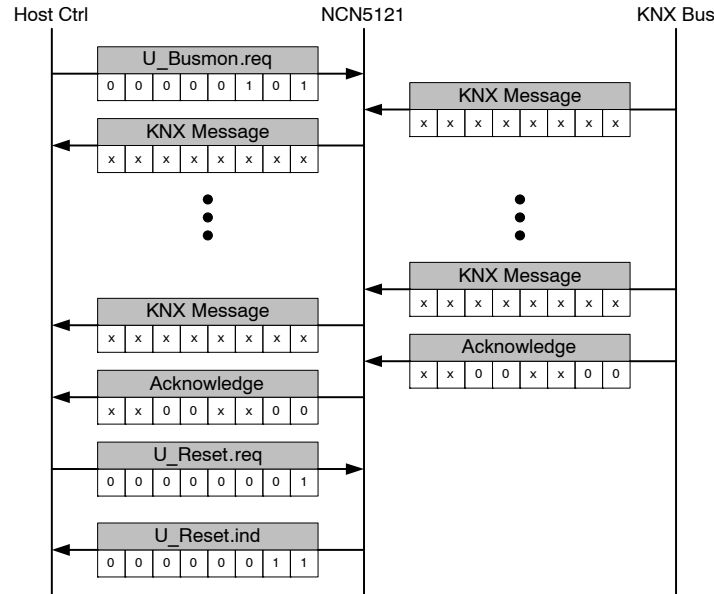 Host Ctrl NCN5121 KNX Bus
U_Busmon.req
0 0 0 0 0 1 0 1
KNX Message
x x x x x x x x
KNX Message
x x x x x x x x
KNX Message
x x x x x x x x
KNX Message
x x x x x x x x
Acknowledge
x x 0 0 x x 0 0
Acknowledge
x x 0 0 x x 0 0
U_Reset.req
0 0 0 0 0 0 0 1
U_Reset.ind
0 0 0 0 0 0 1 1